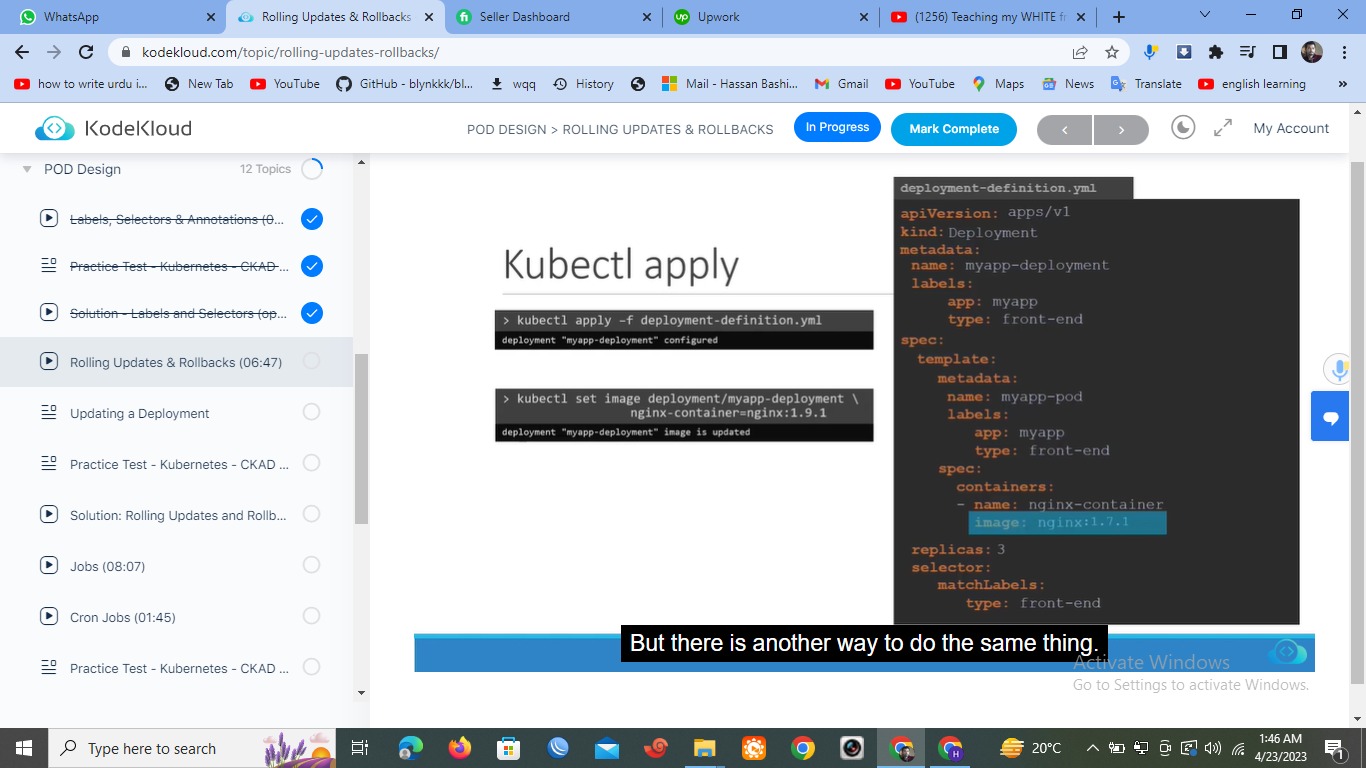 WhatsApp
Rolling Updates & Rollbacks
Seller Dashboard
Upwork
(1256) Teaching my WHITE fr
kodekloud.com/topic/rolling-updates-rollbacks/
how to write urdu i...
New Tab
YouTube
GitHub - blynkkk/bl...
wqq
History
Mail - Hassan Bashi...
Gmail
YouTube
Maps
News
Translate
english learning
KodeKloud
POD DESIGN > ROLLING UPDATES & ROLLBACKS
In Progress
Mark Complete
My Account
POD Design
12 Topics
Labels, Selectors & Annotations (0...
Practice Test - Kubernetes - CKAD ...
Solution - Labels and Selectors (op...
Rolling Updates & Rollbacks (06:47)
Updating a Deployment
Practice Test - Kubernetes - CKAD ...
Solution: Rolling Updates and Ro...
Jobs (08:07)
Cron Jobs (01:45)
Practice Test - Kubernetes - CKAD ...
Kubectl apply
> kubectl apply –f deployment-definition.yml
deployment "myapp-deployment" configured
> kubectl set image deployment/myapp-deployment \
nginx-container=nginx:1.9.1
deployment "myapp-deployment" image is updated
deployment-definition.yml
apiVersion: apps/v1
kind: Deployment
metadata:
name: myapp-deployment
labels:
app: myapp
type: front-end
spec:
template:
metadata:
name: myapp-pod
labels:
app: myapp
type: front-end
spec:
containers:
- name: nginx-container
image: nginx:1.7.1
replicas: 3
selector:
matchLabels:
type: front-end
But there is another way to do the same thing.
Activate Windows
Go to Settings to activate Windows.
Type here to search
20°C
1:46 AM
4/23/2023